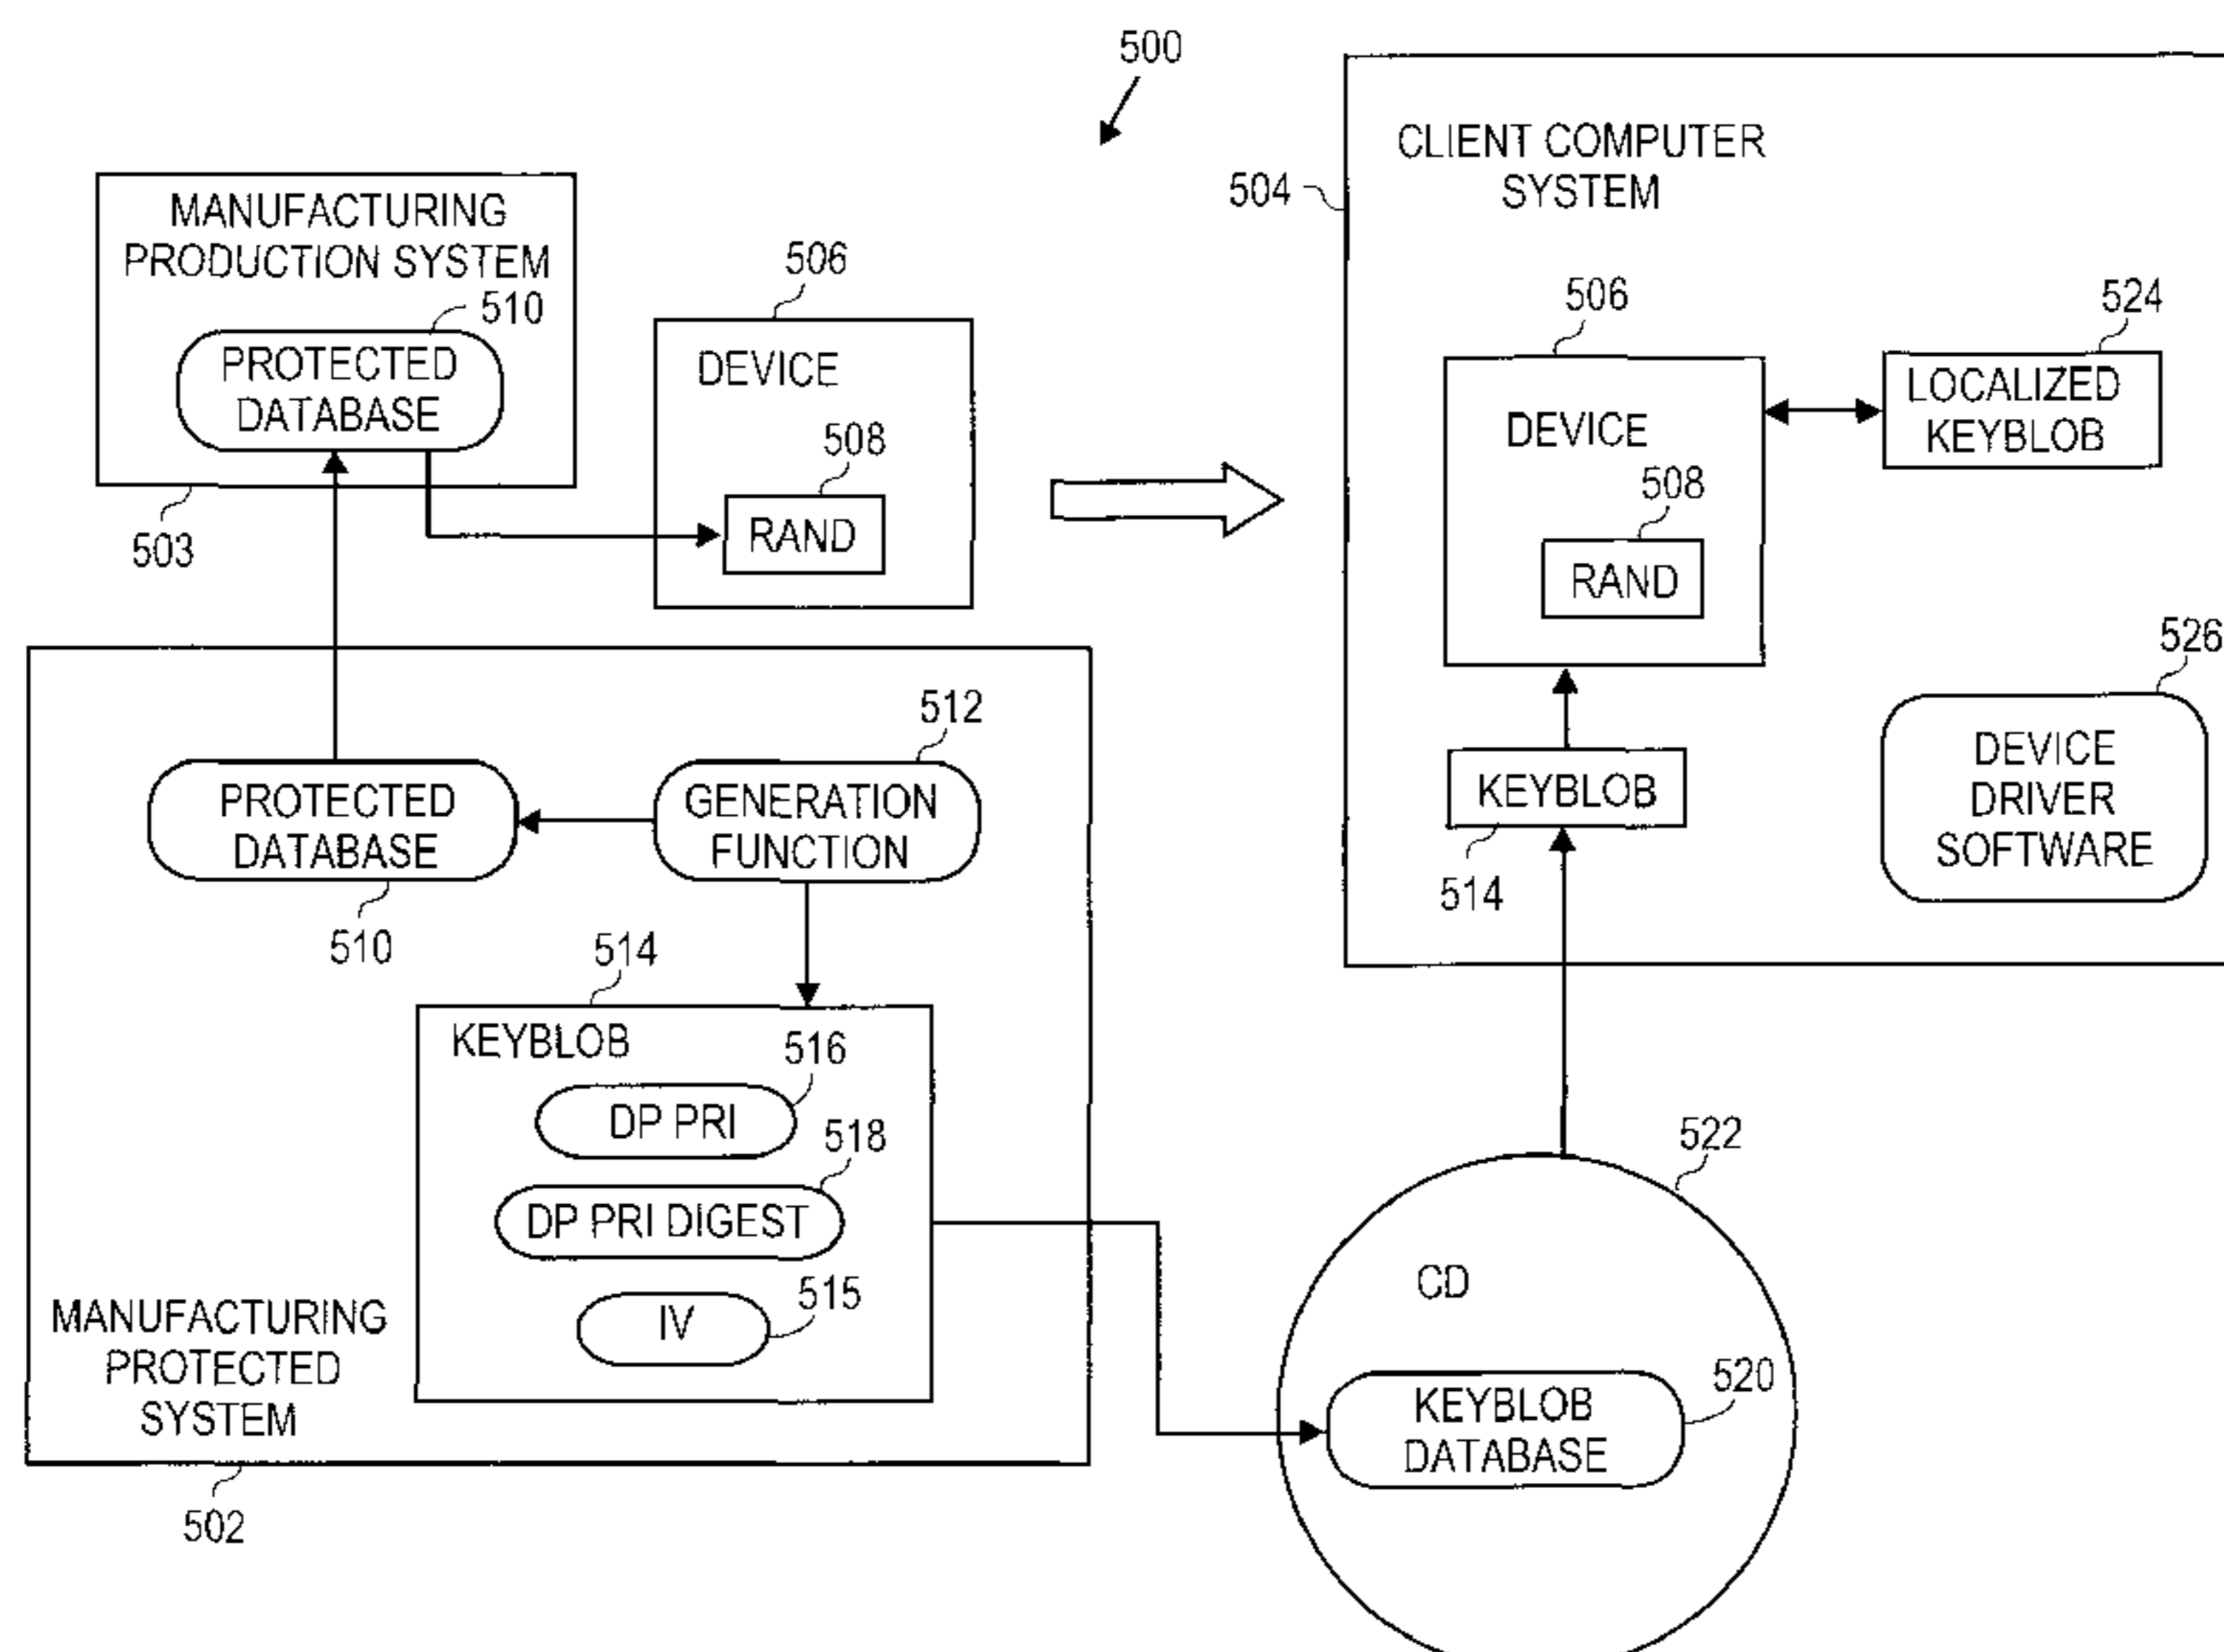 500
CLIENT COMPUTER
SYSTEM
504
MANUFACTURING
PRODUCTION SYSTEM
510
PROTECTED
DATABASE
503
506
DEVICE
508
RAND
506
DEVICE
508
RAND
524
LOCALIZED
KEYBLOB
526
DEVICE
DRIVER
SOFTWARE
KEYBLOB
514
512
PROTECTED
DATABASE
510
GENERATION
FUNCTION
514
KEYBLOB
516
DP PRI
518
DP PRI DIGEST
515
IV
MANUFACTURING
PROTECTED
SYSTEM
502
522
CD
520
KEYBLOB
DATABASE